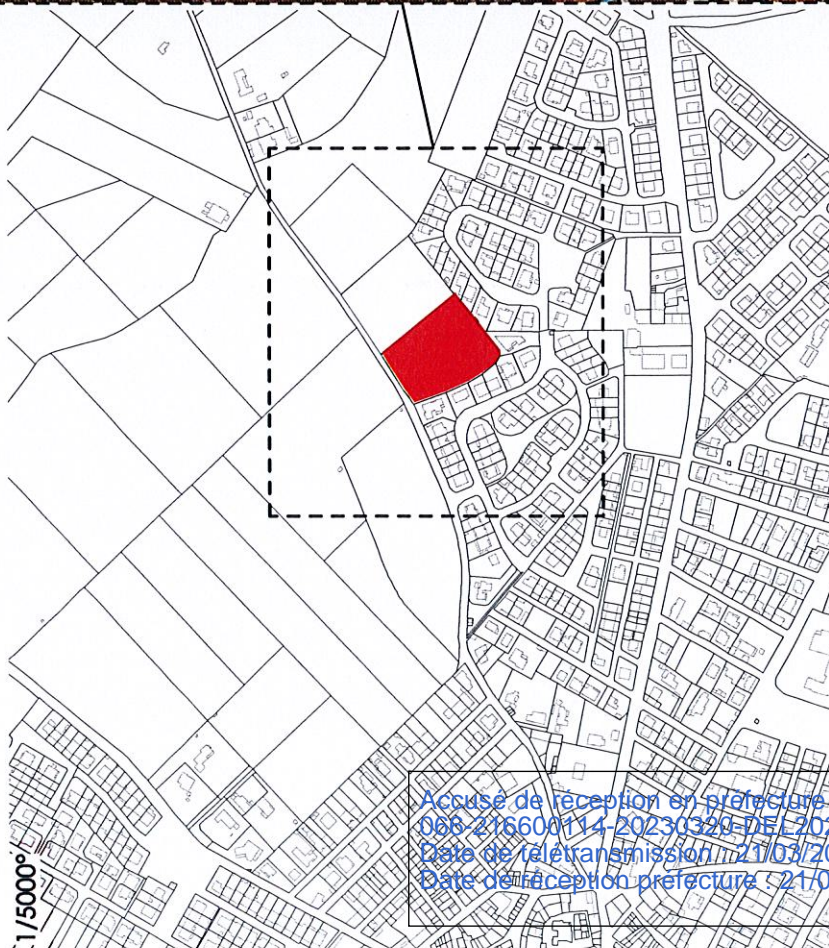 1/5000°
Accusé de réception en préfecture
066-216600114-20230320-DEL20
Date de télétransmission : 21/03/20
Date de réception préfecture : 21/0